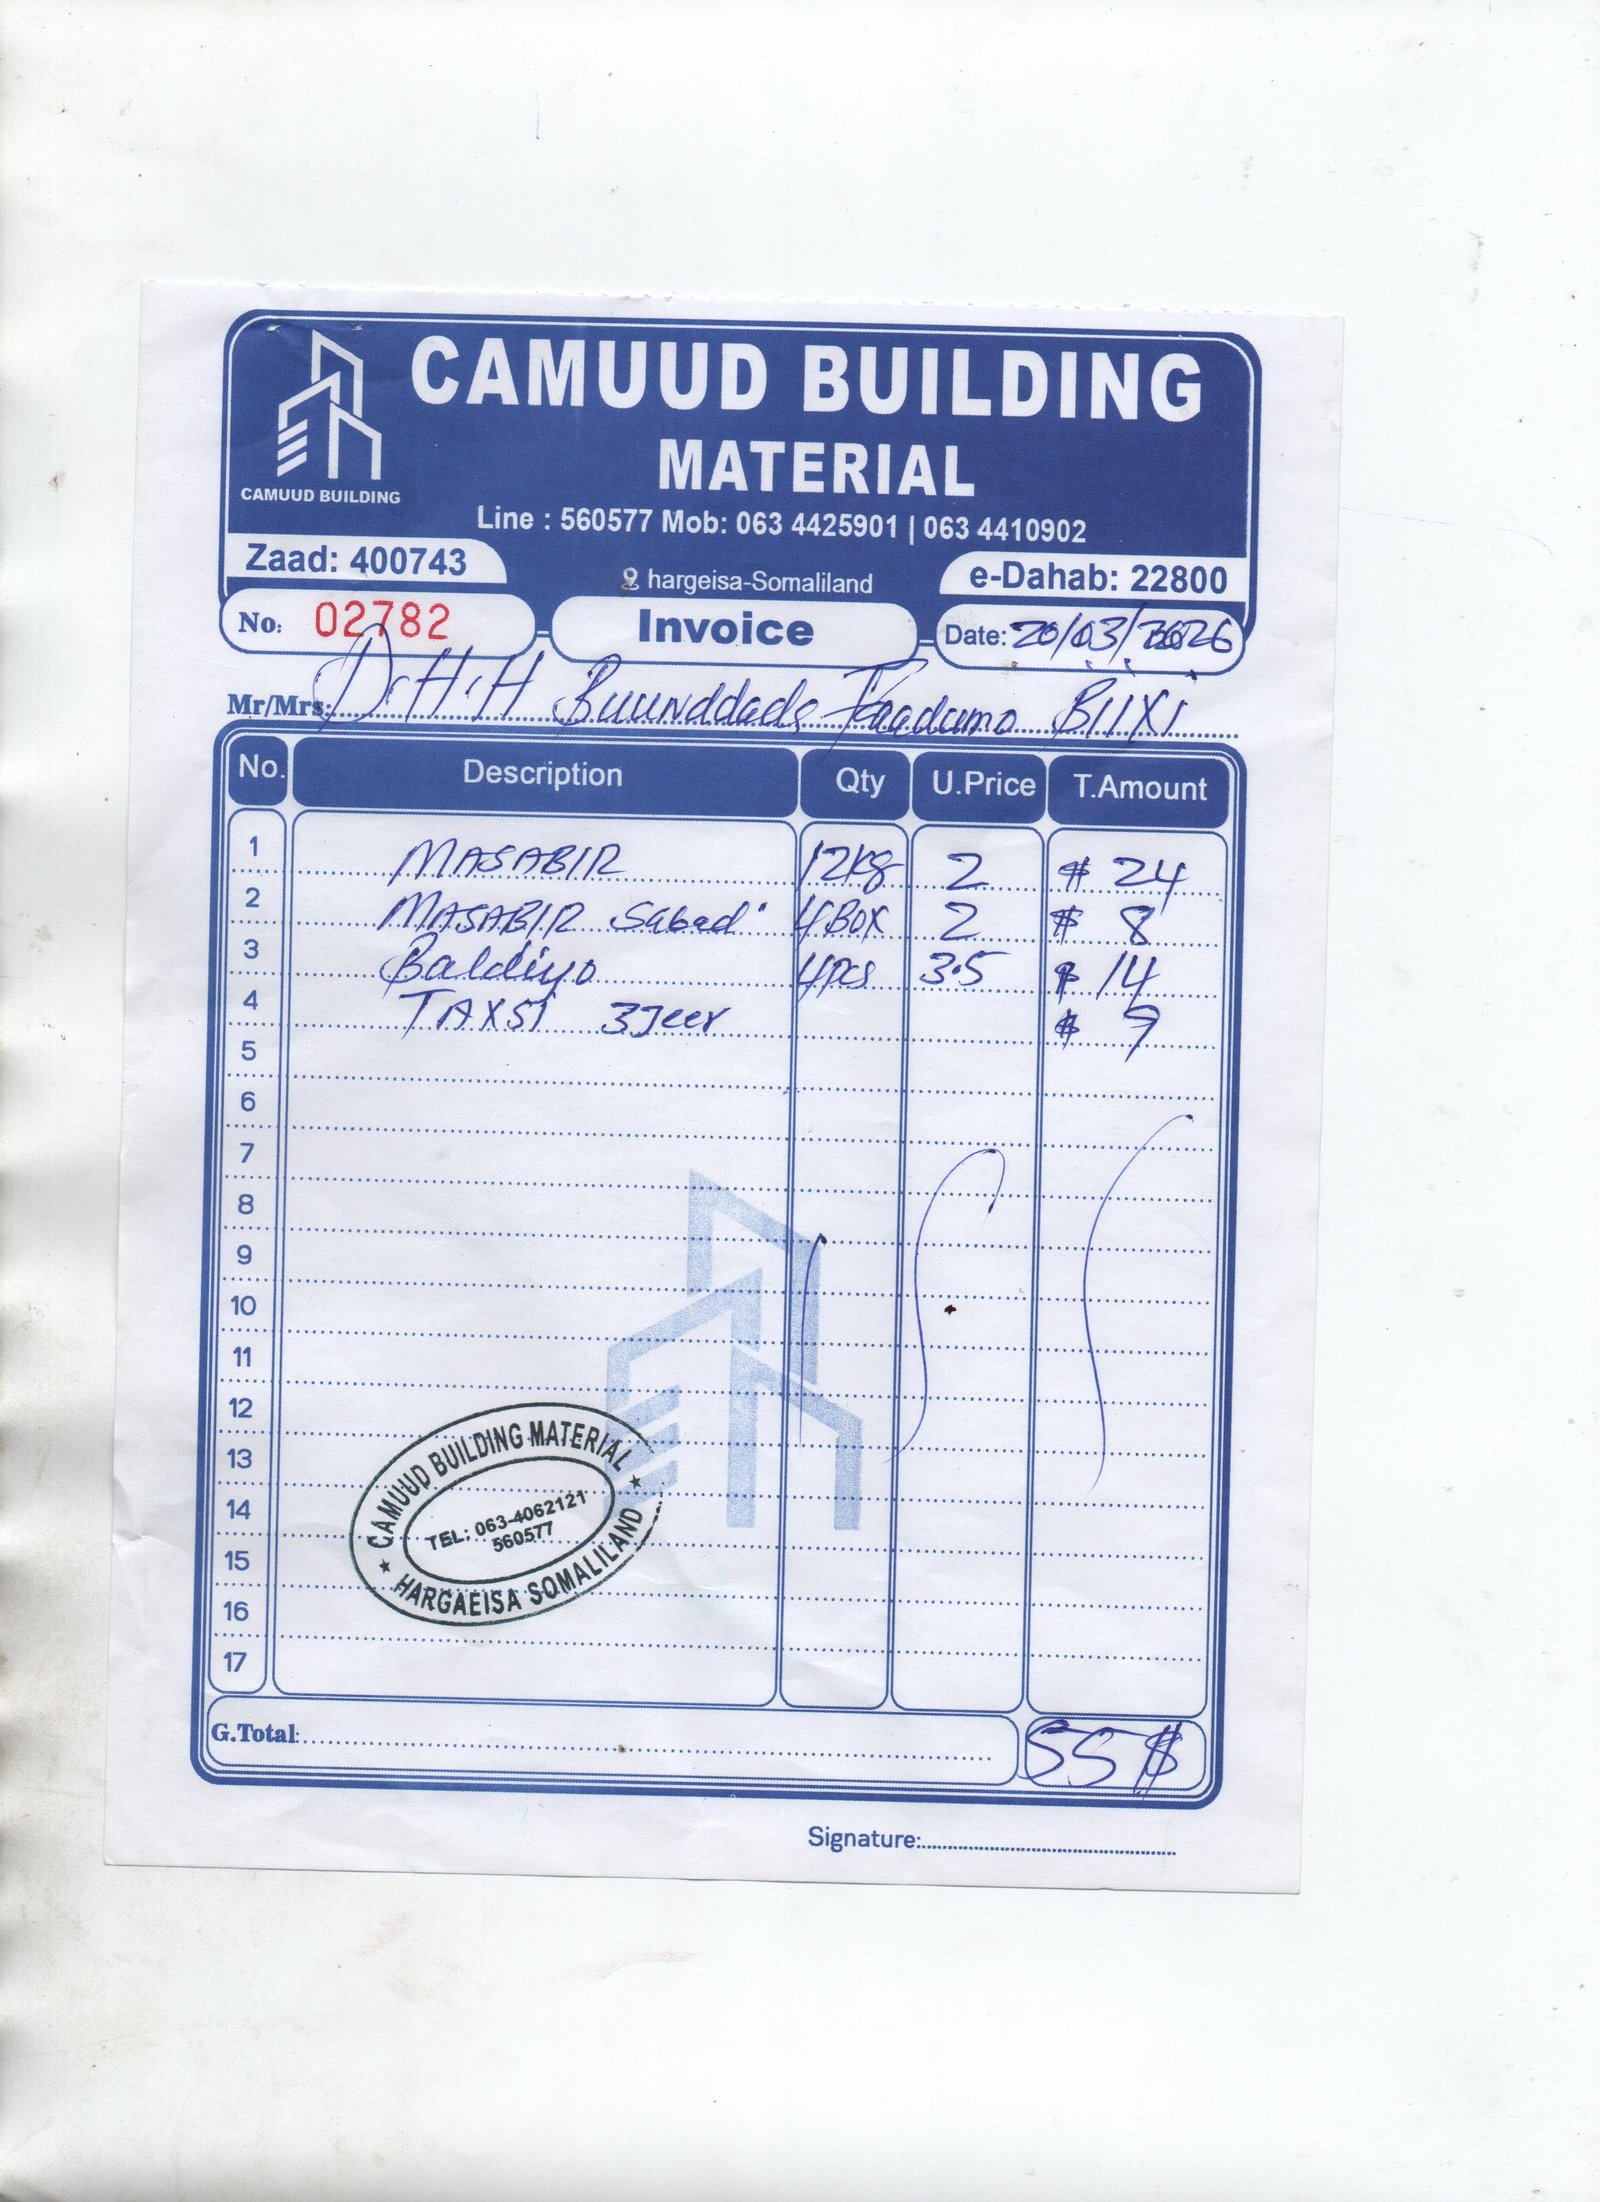 CAMUUD BUILDING
MATERIAL
CAMUUD BUILDING
Line : 560577 Mob: 063 4425901 | 063 4410902
Zaad: 400743
hargeisa-Somaliland
e-Dahab: 22800
No: 02782
Invoice
Date: 20/03/2026
Mr/Mrs: D.H.H Buunddada Faaduma BIIXI
No. Description Qty U.Price T.Amount
1 MASABIR 12kg 2 $ 24
2 MASABIR Sabad 4BOX 2 $ 8
3 Baldiyo 4pcs 3.5 $ 14
4 TAXSI 3Jeer $ 9
5
6
7
8
9
10
11
12
13
14
15
16
17
CAMUUD BUILDING MATERIAL
TEL: 063-4062121
560577
HARGAEISA SOMALILAND
G.Total: 55$
Signature: